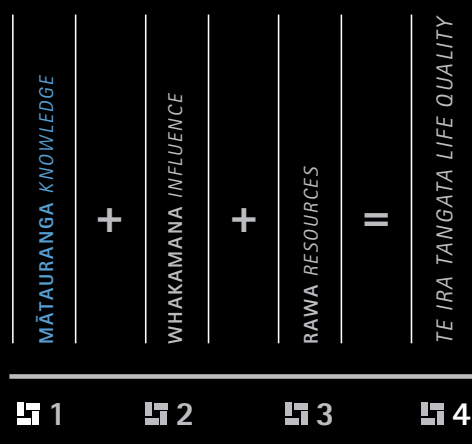 MĀTAURANGA KNOWLEDGE
+
WHAKAMANA INFLUENCE
+
RAWA RESOURCES
=
TE IRA TANGATA LIFE QUALITY
1
2
3
4